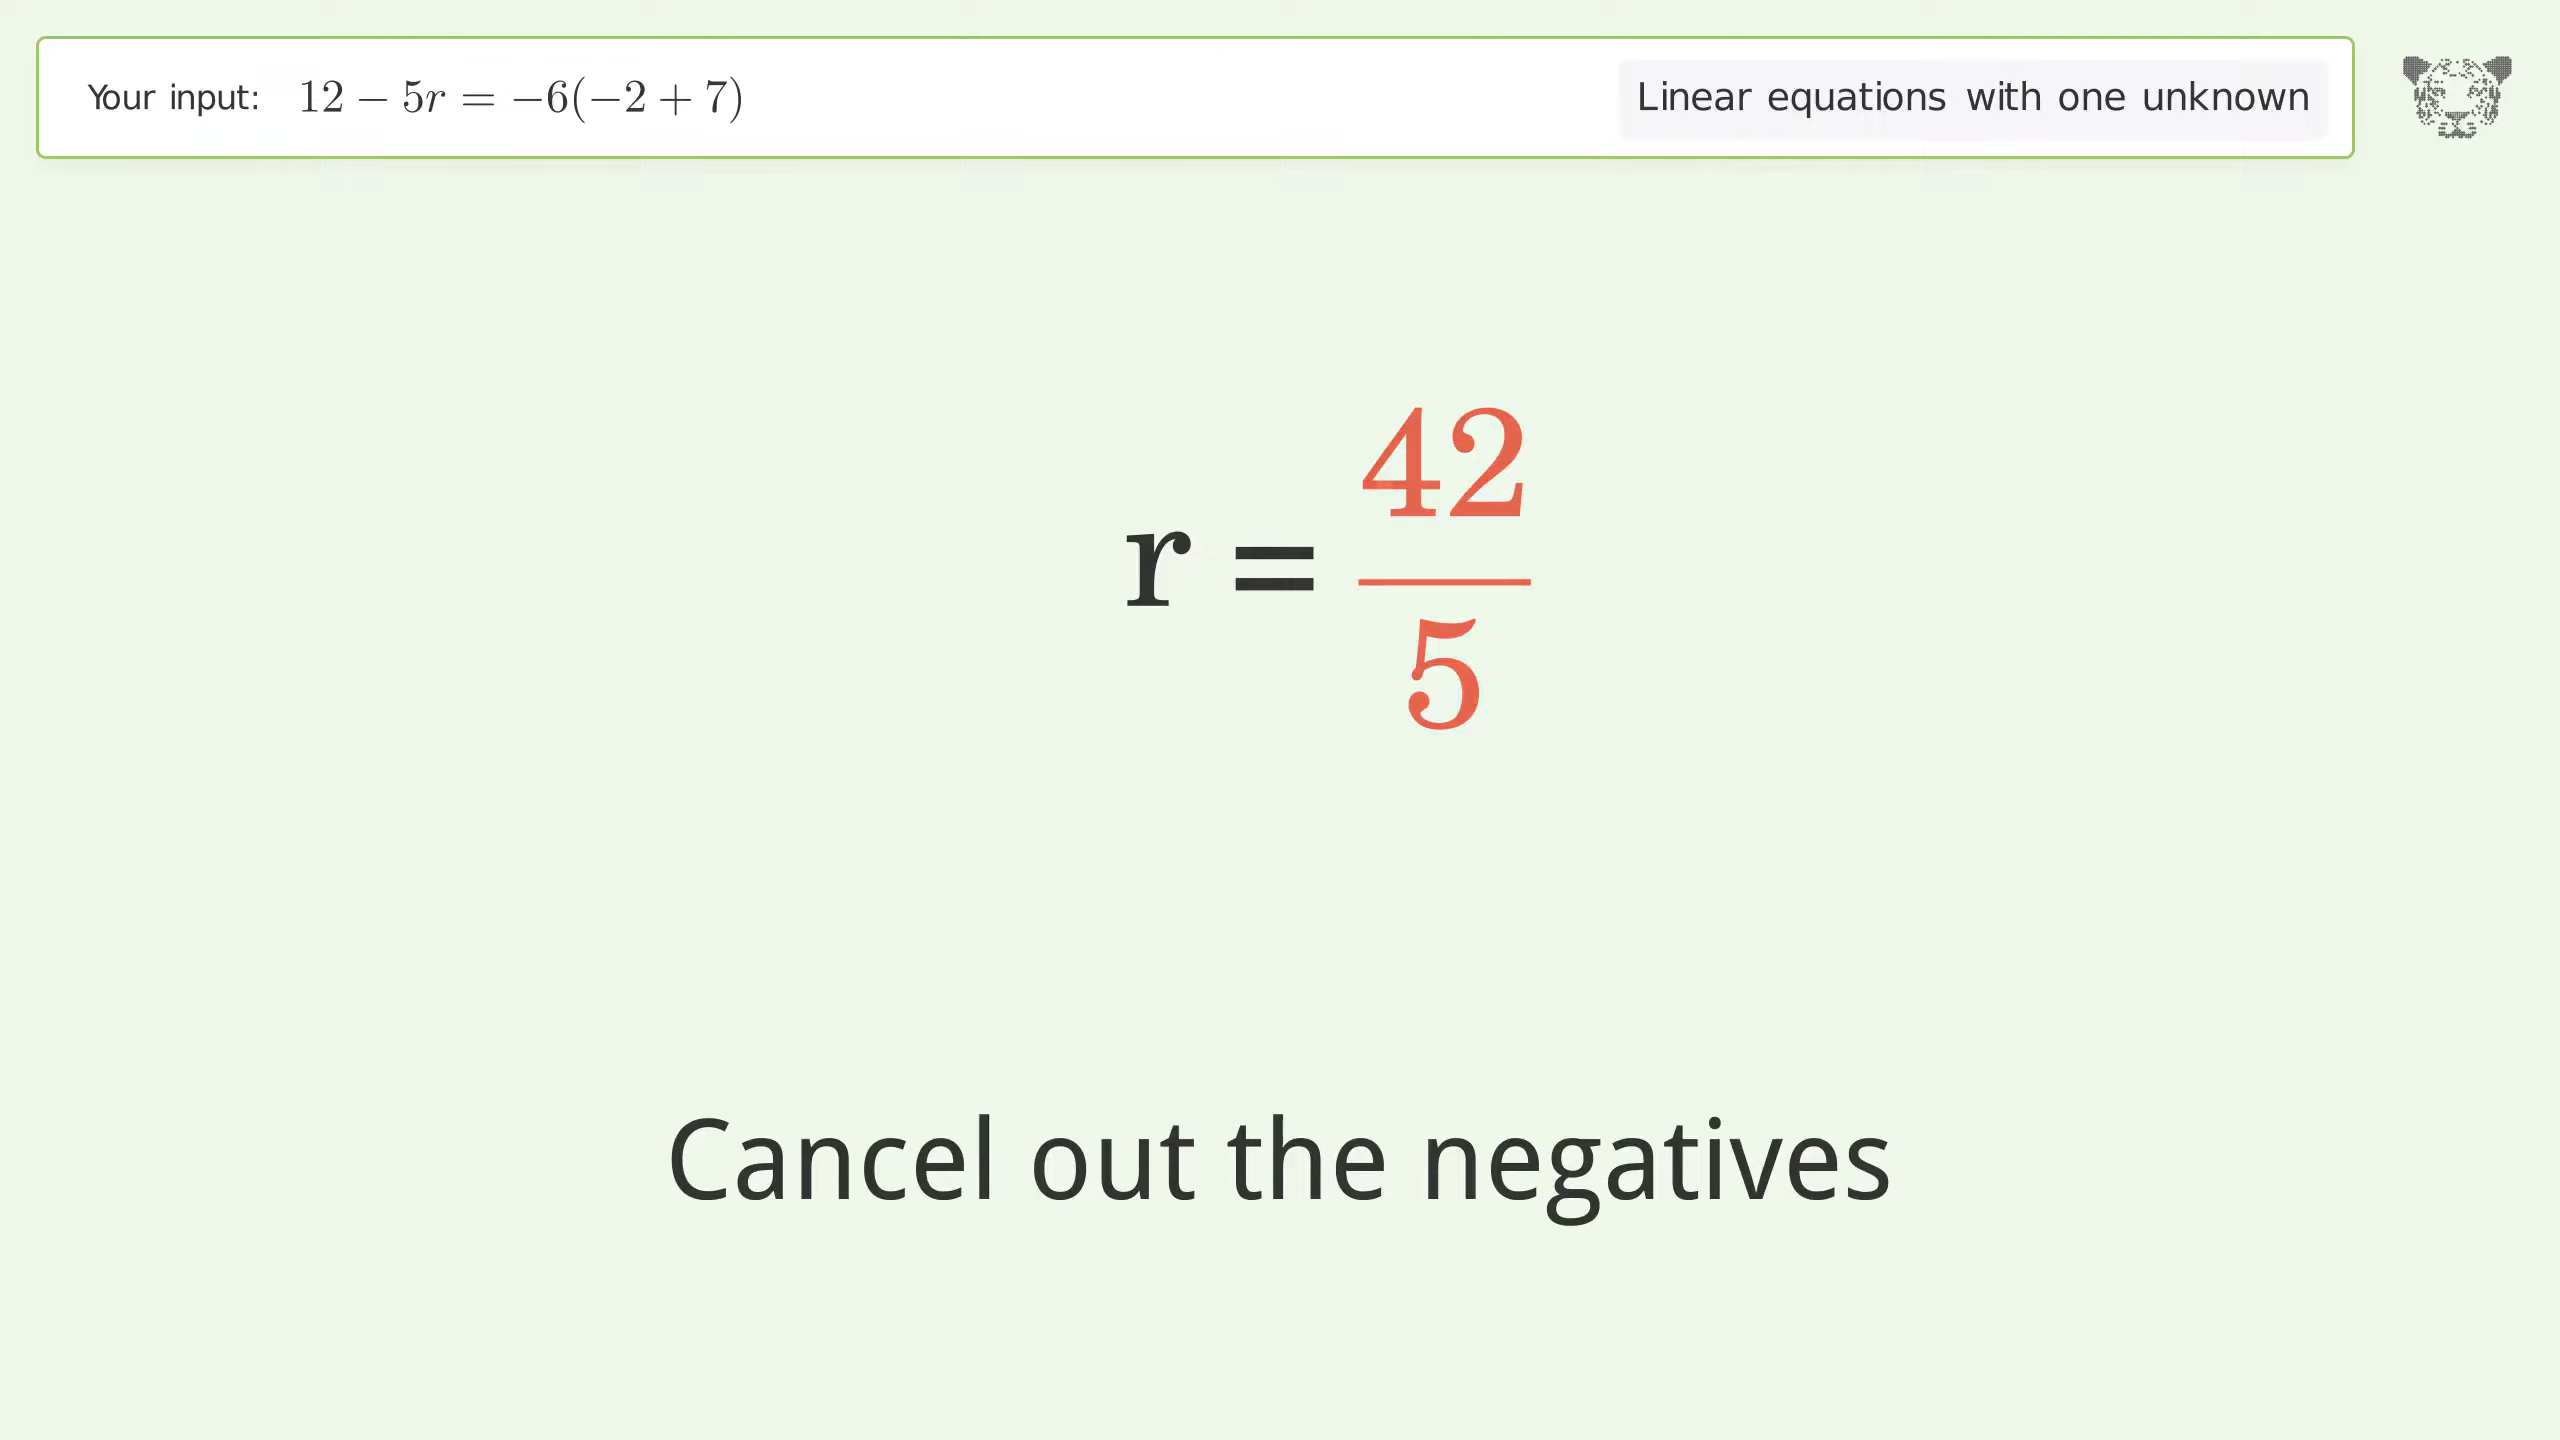 Your input: 12 − 5r = −6(−2 + 7) Linear equations with one unknown
r = 42/5
Cancel out the negatives